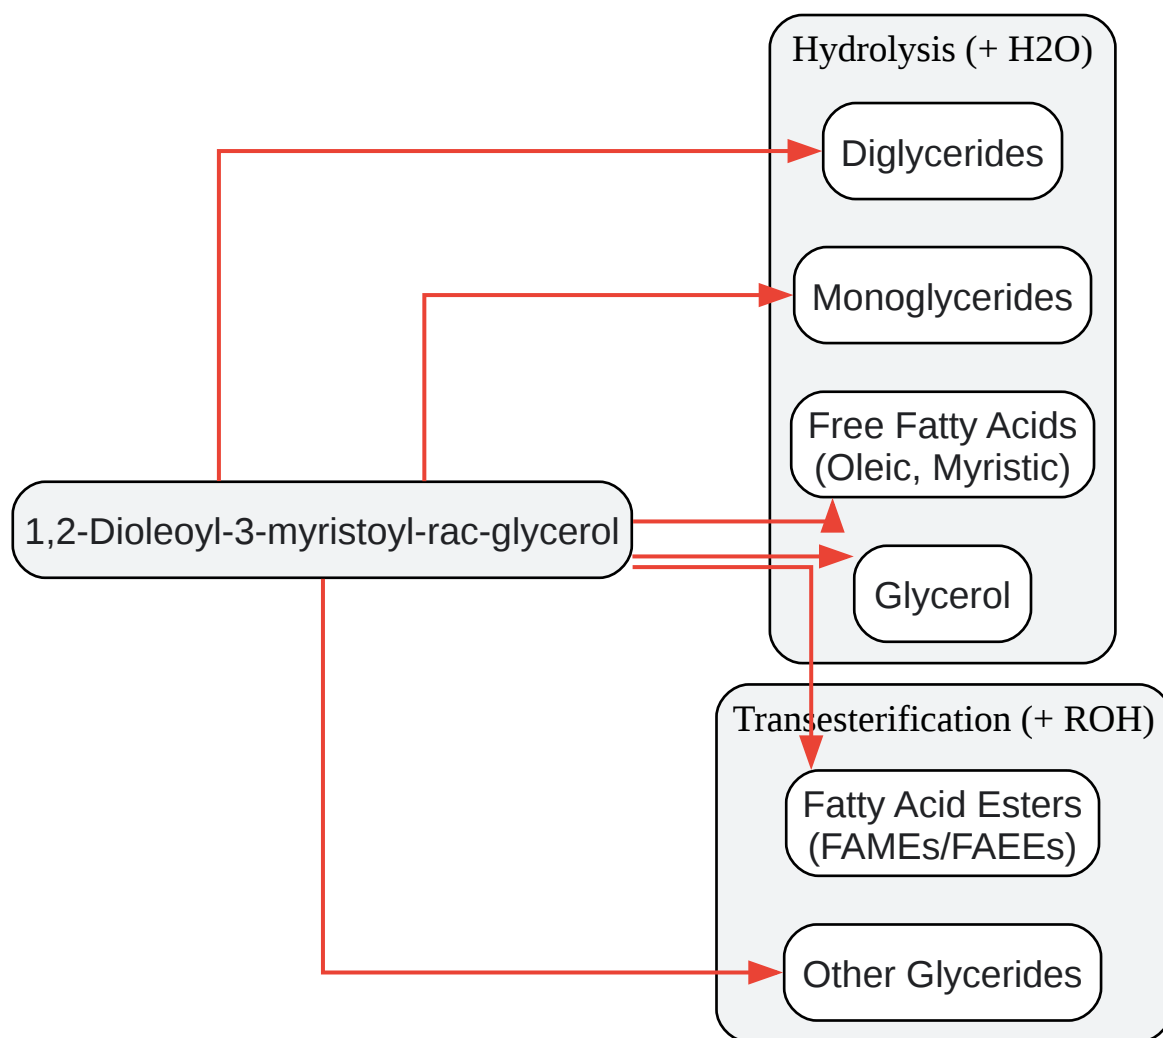 Hydrolysis (+ H2O)
Diglycerides
Monoglycerides
Free Fatty Acids
(Oleic, Myristic)
1,2-Dioleoyl-3-myristoyl-rac-glycerol
Glycerol
Transesterification (+ ROH)
Fatty Acid Esters
(FAMEs/FAEEs)
Other Glycerides